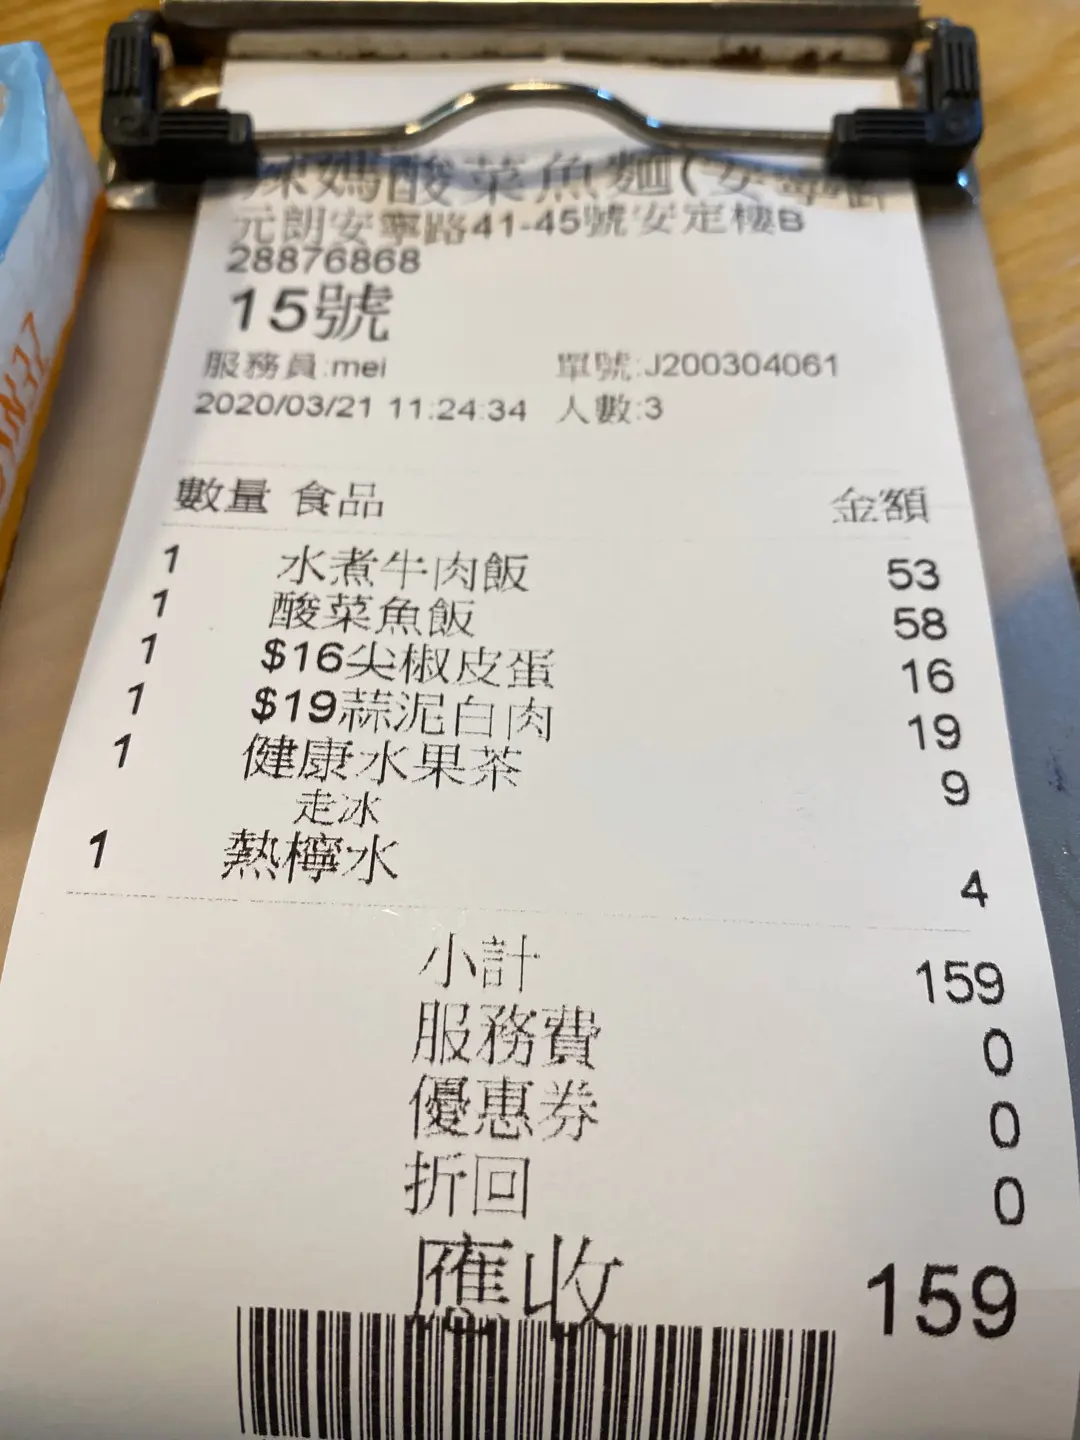 辣媽酸菜魚麵(安寧
元朗安寧路41-45號安定樓B
28876868
15號
服務員:mei 單號:J200304061
2020/03/21 11:24:34 人數:3
數量 食品 金額
1 水煮牛肉飯 53
1 酸菜魚飯 58
1 $16尖椒皮蛋 16
1 $19蒜泥白肉 19
1 健康水果茶 9
走冰
1 熱檸水 4
小計 159
服務費 0
優惠券 0
折回 0
應收 159